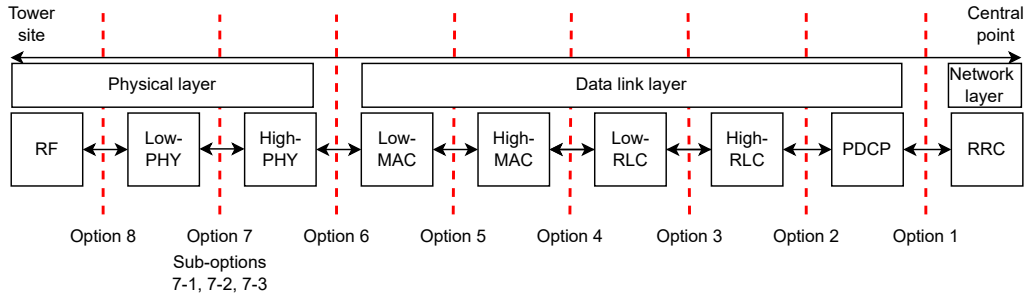 Tower
site
Central
point
Physical layer
Data link layer
Network
layer
RF
Low-
PHY
High-
PHY
Low-
MAC
High-
MAC
Low-
RLC
High-
RLC
PDCP
RRC
Option 8
Option 7
Option 6
Option 5
Option 4
Option 3
Option 2
Option 1
Sub-options
7-1, 7-2, 7-3